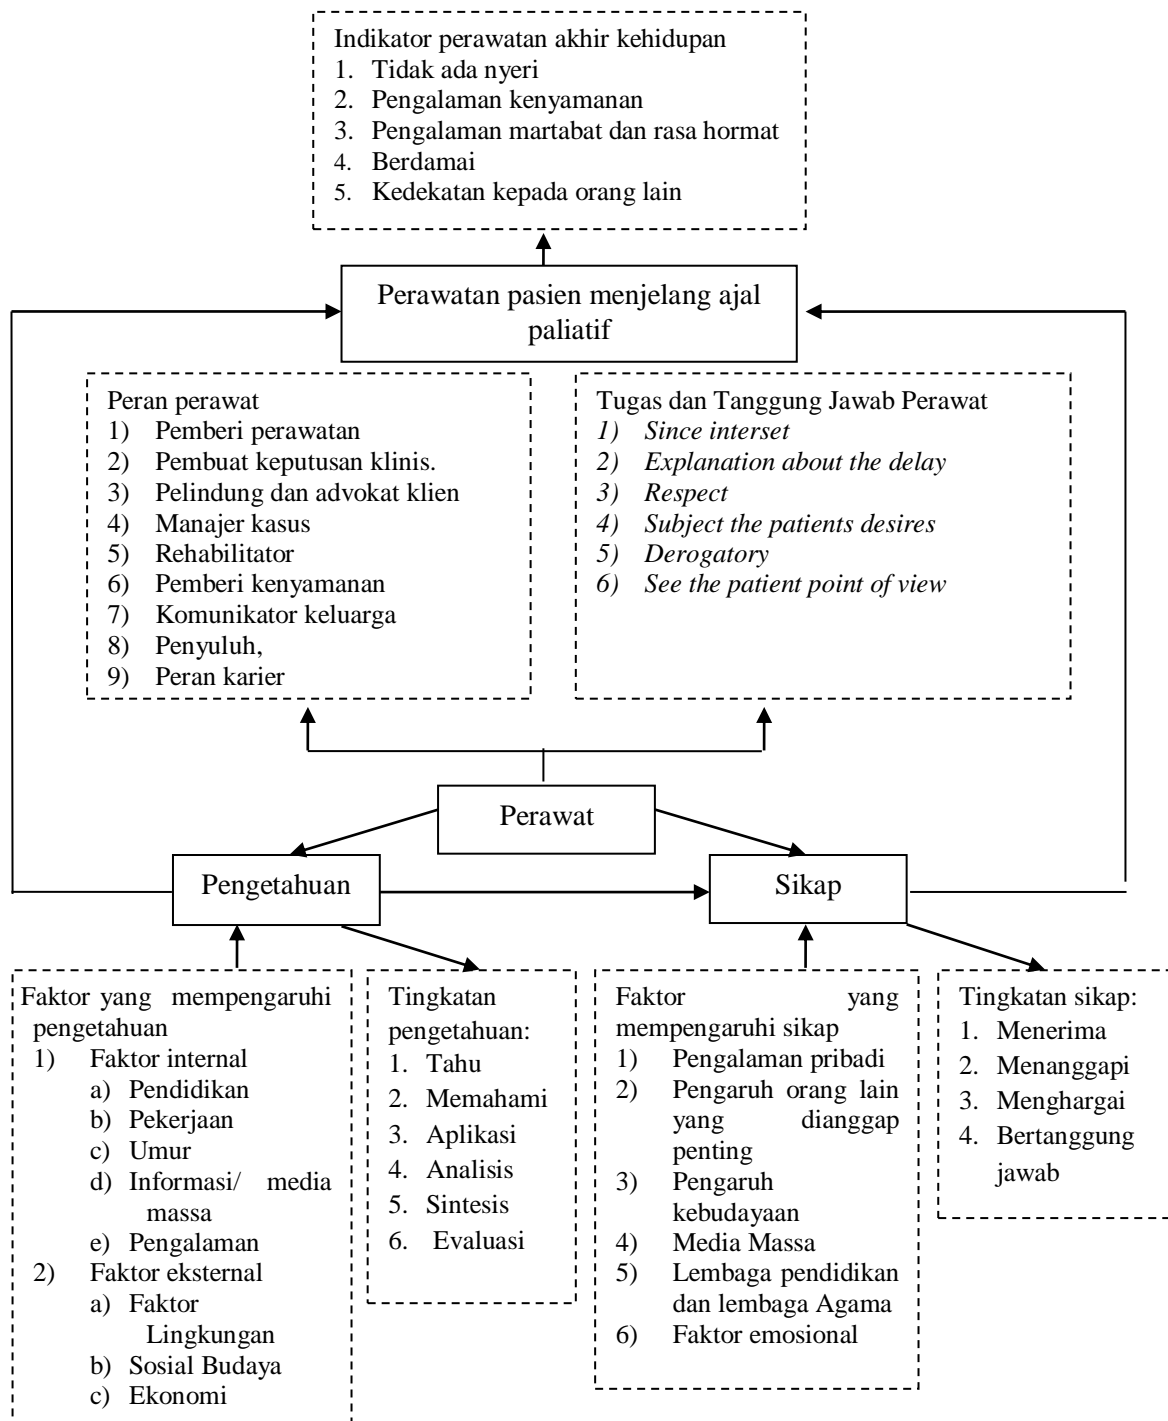 Indikator perawatan akhir kehidupan
1. Tidak ada nyeri
2. Pengalaman kenyamanan
3. Pengalaman martabat dan rasa hormat
4. Berdamai
5. Kedekatan kepada orang lain
Perawatan pasien menjelang ajal
paliatif
Peran perawat
1) Pemberi perawatan
2) Pembuat keputusan klinis.
3) Pelindung dan advokat klien
4) Manajer kasus
5) Rehabilitator
6) Pemberi kenyamanan
7) Komunikator keluarga
8) Penyuluh,
9) Peran karier
Tugas dan Tanggung Jawab Perawat
1) Since interset
2) Explanation about the delay
3) Respect
4) Subject the patients desires
5) Derogatory
6) See the patient point of view
Perawat
Pengetahuan
Sikap
Faktor yang mempengaruhi
pengetahuan
1) Faktor internal
a) Pendidikan
b) Pekerjaan
c) Umur
d) Informasi/ media
massa
e) Pengalaman
2) Faktor eksternal
a) Faktor
Lingkungan
b) Sosial Budaya
c) Ekonomi
Tingkatan
pengetahuan:
1. Tahu
2. Memahami
3. Aplikasi
4. Analisis
5. Sintesis
6. Evaluasi
Faktor yang
mempengaruhi sikap
1) Pengalaman pribadi
2) Pengaruh orang lain
yang dianggap
penting
3) Pengaruh
kebudayaan
4) Media Massa
5) Lembaga pendidikan
dan lembaga Agama
6) Faktor emosional
Tingkatan sikap:
1. Menerima
2. Menanggapi
3. Menghargai
4. Bertanggung
jawab